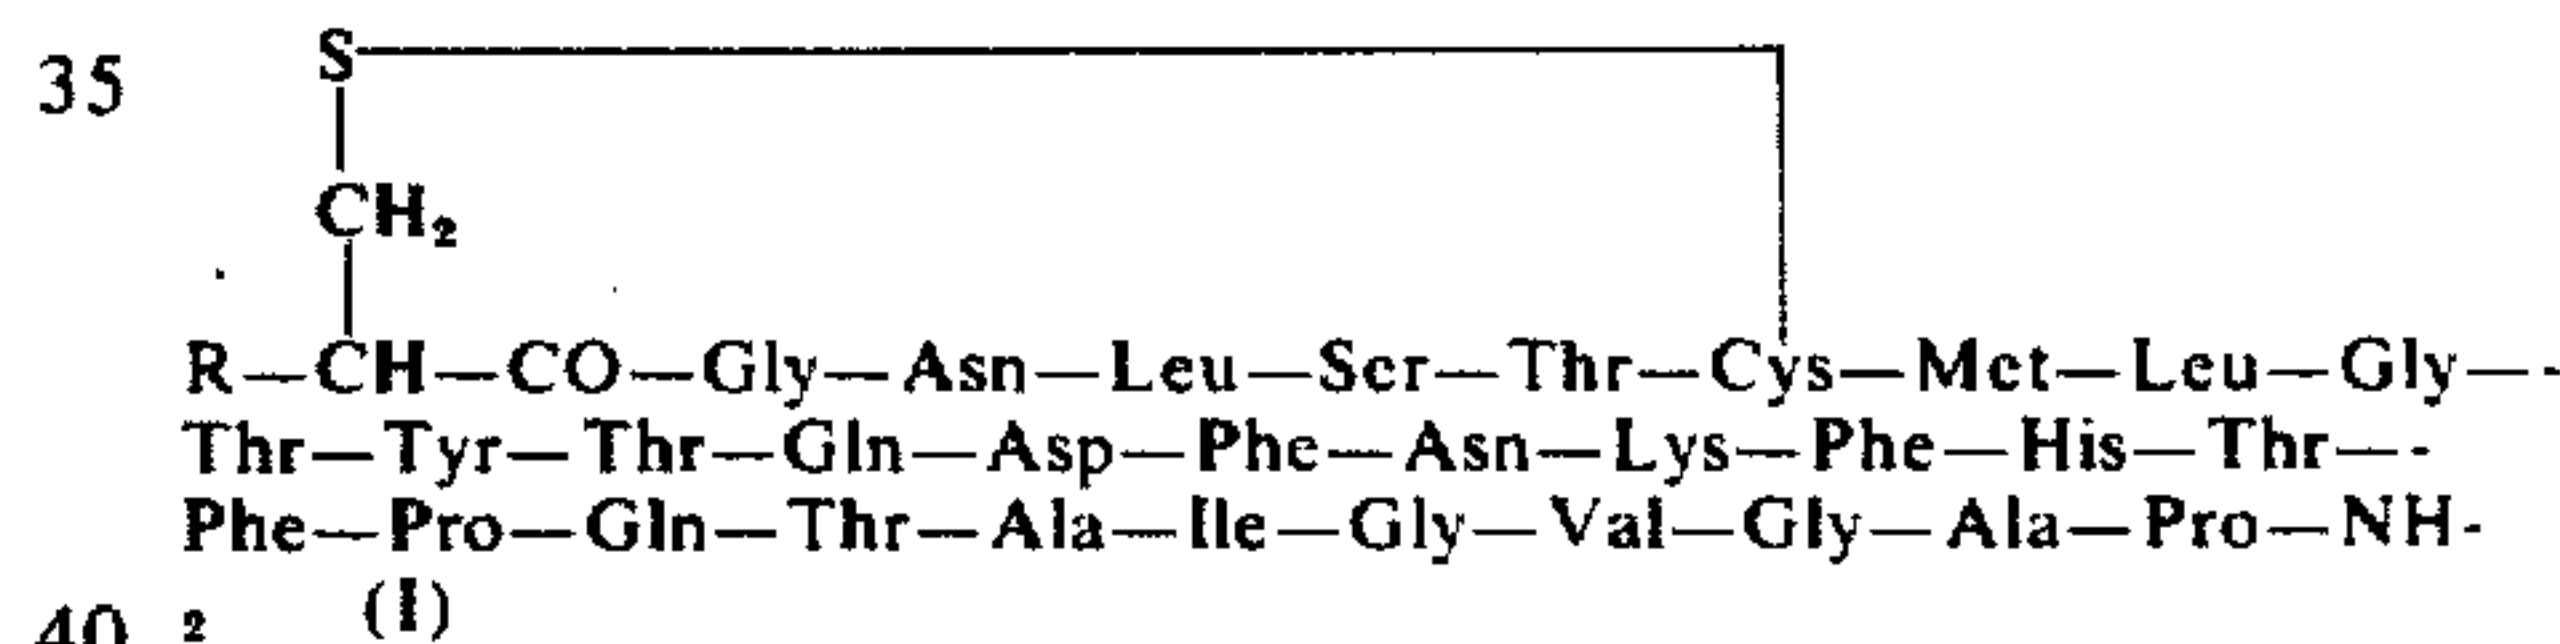 35 S
CH₂
R—CH—CO—Gly—Asn—Leu—Ser—Thr—Cys—Met—Leu—Gly—-
Thr—Tyr—Thr—Gln—Asp—Phe—Asn—Lys—Phe—His—Thr—-
Phe—Pro—Gln—Thr—Ala—Ile—Gly—Val—Gly—Ala—Pro—NH-
(I)
40 ₂